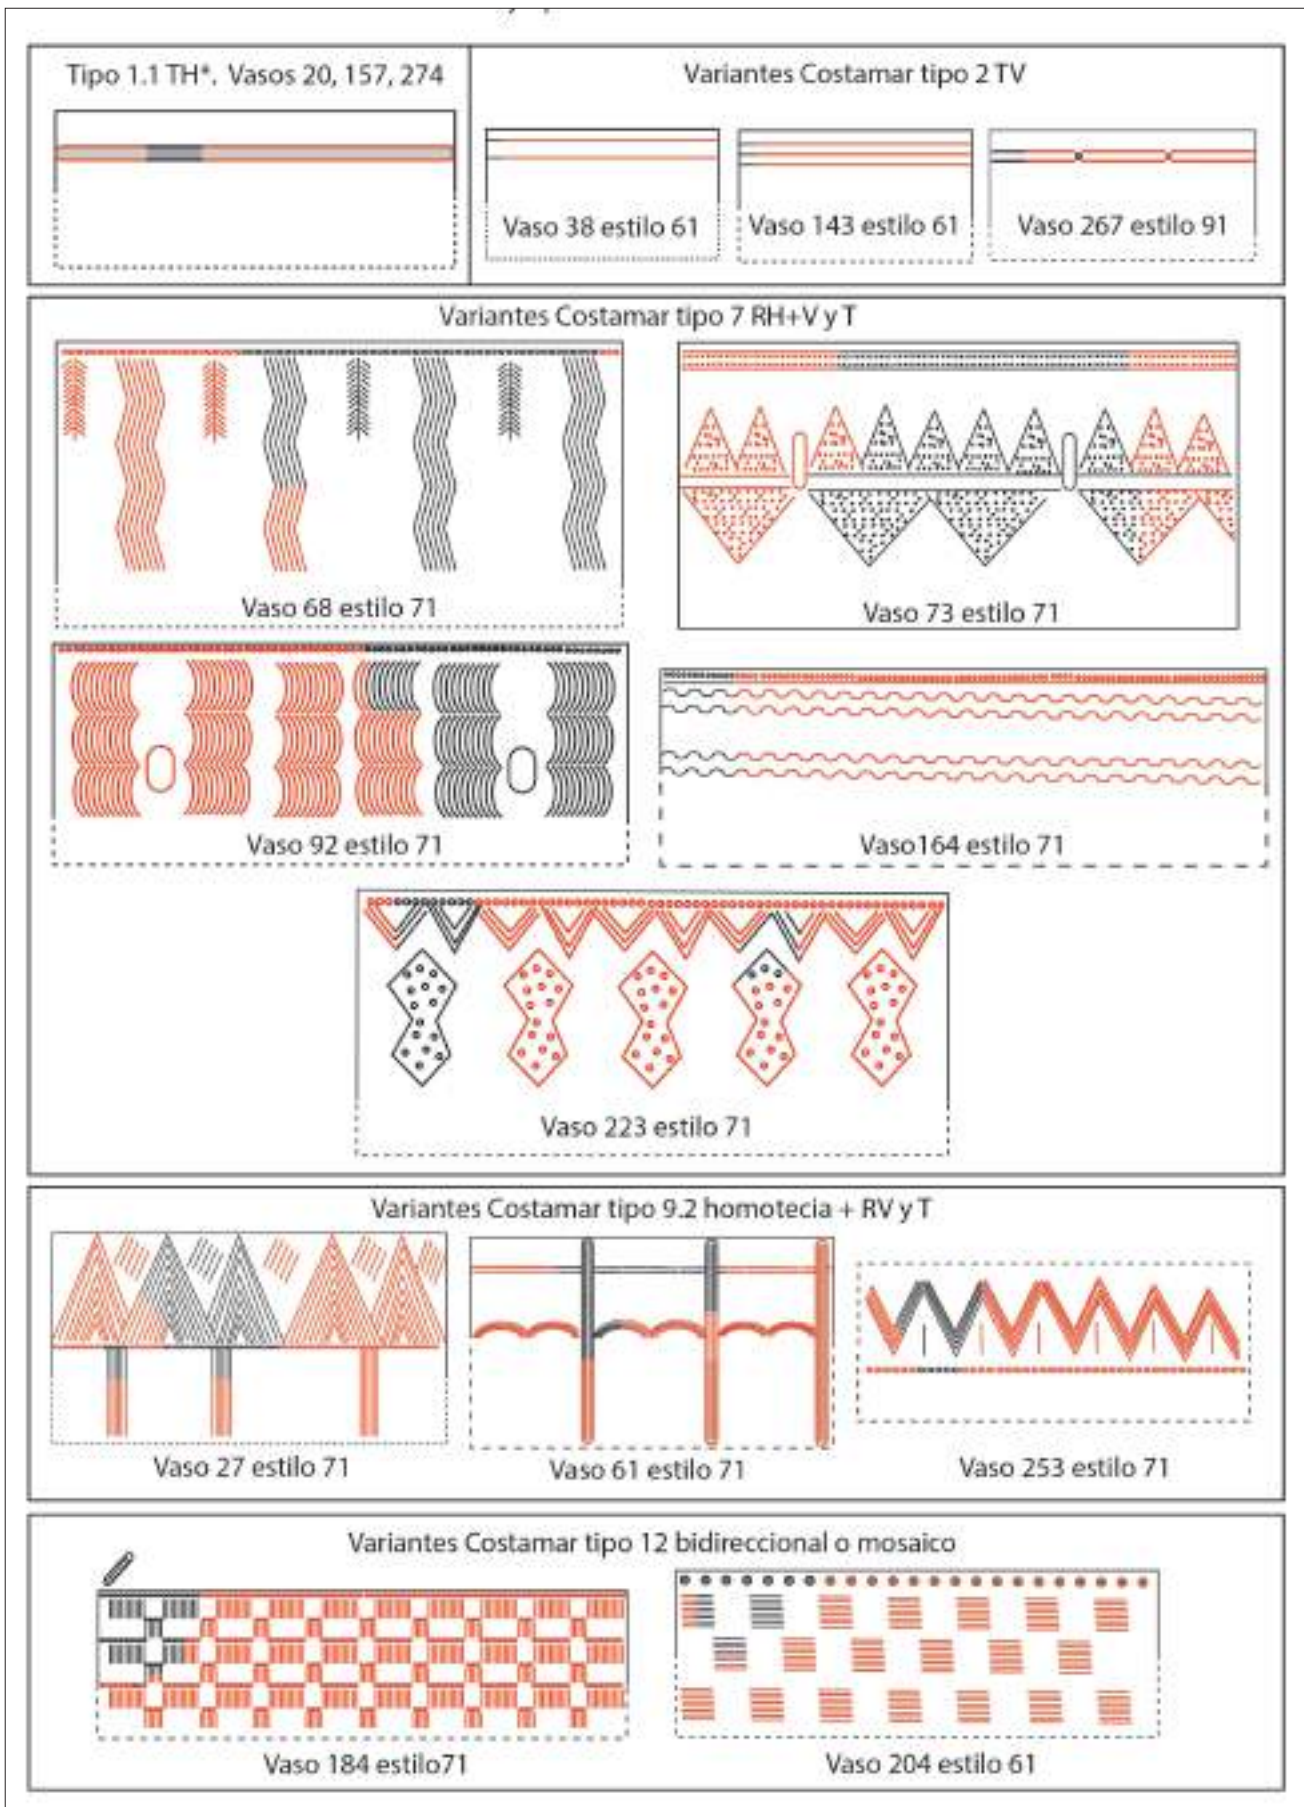 Tipo 1.1 TH*. Vasos 20, 157, 274
Variantes Costamar tipo 2 TV
Vaso 38 estilo 61
Vaso 143 estilo 61
Vaso 267 estilo 91
Variantes Costamar tipo 7 RH+V y T
Vaso 68 estilo 71
Vaso 73 estilo 71
Vaso 92 estilo 71
Vaso164 estilo 71
Vaso 223 estilo 71
Variantes Costamar tipo 9.2 homotecia + RV y T
Vaso 27 estilo 71
Vaso 61 estilo 71
Vaso 253 estilo 71
Variantes Costamar tipo 12 bidireccional o mosaico
Vaso 184 estilo71
Vaso 204 estilo 61